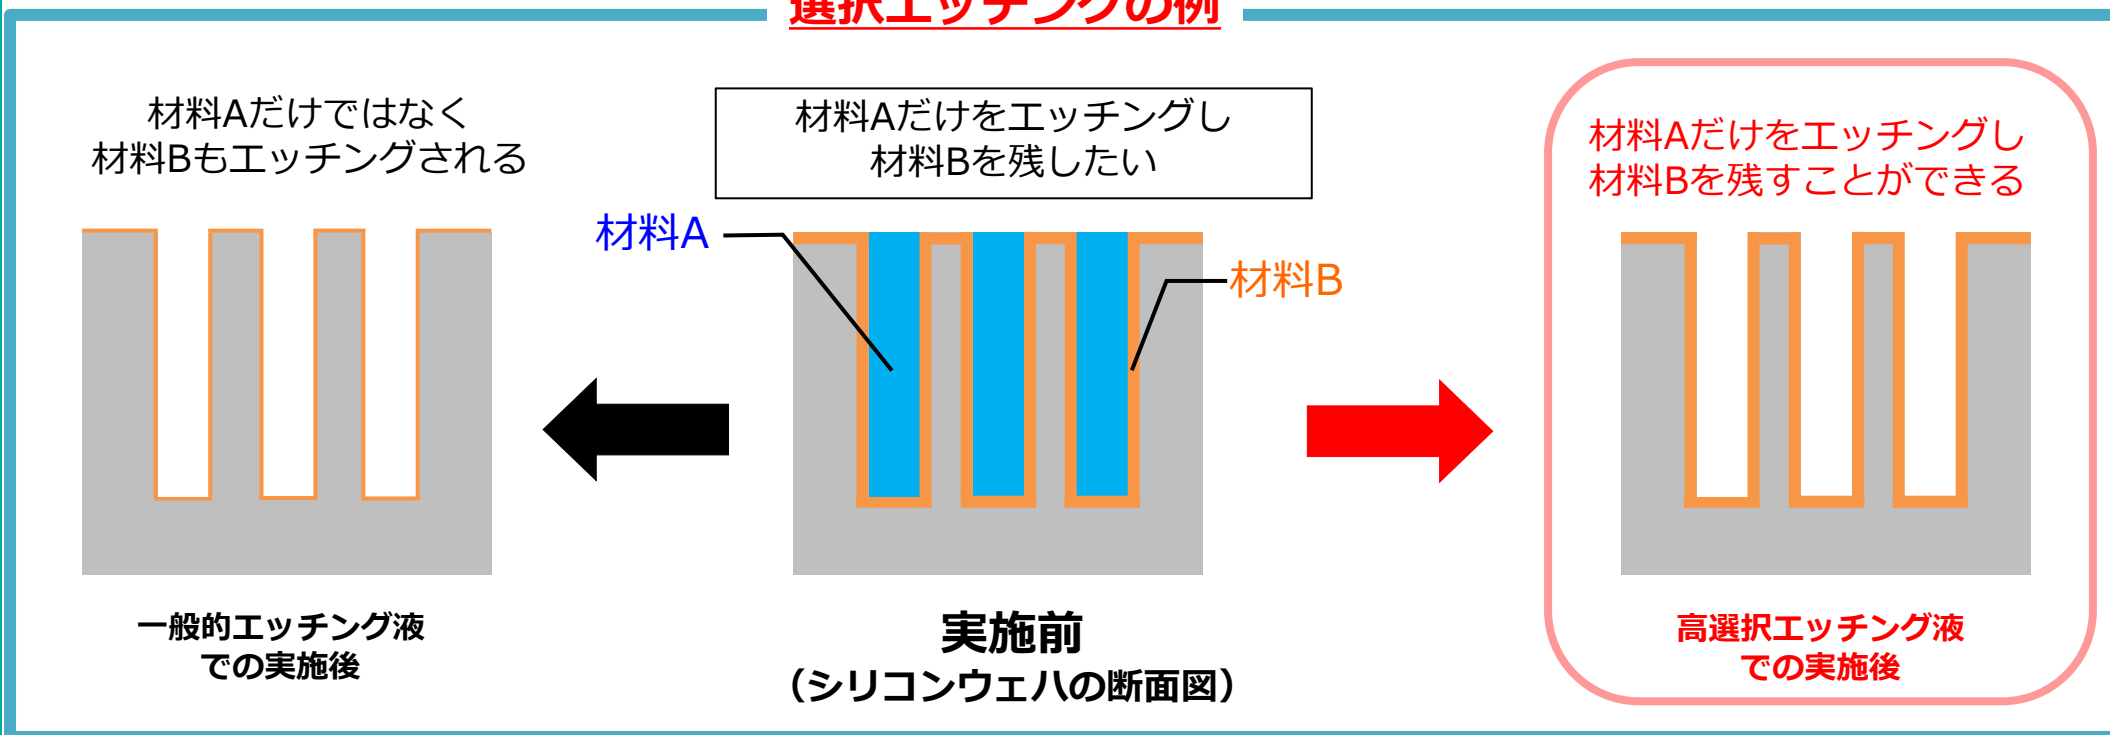 選択エッチングの例
材料Aだけではなく
材料Bもエッチングされる
材料Aだけをエッチングし
材料Bを残したい
材料Aだけをエッチングし
材料Bを残すことができる
材料A
材料B
一般的エッチング液
での実施後
実施前
（シリコンウェハの断面図）
高選択エッチング液
での実施後